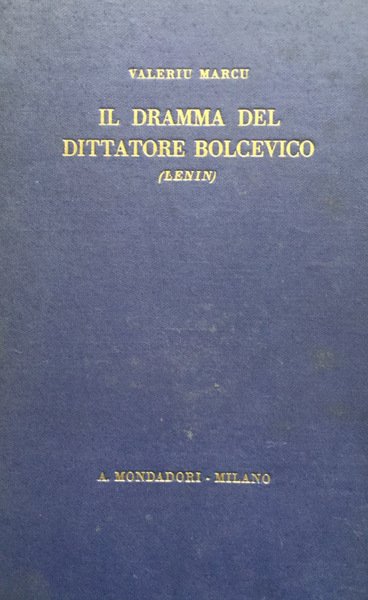 VALERIU MARCU
IL DRAMMA DEL
DITTATORE BOLCEVICO
(LENIN)
A. MONDADORI - MILANO